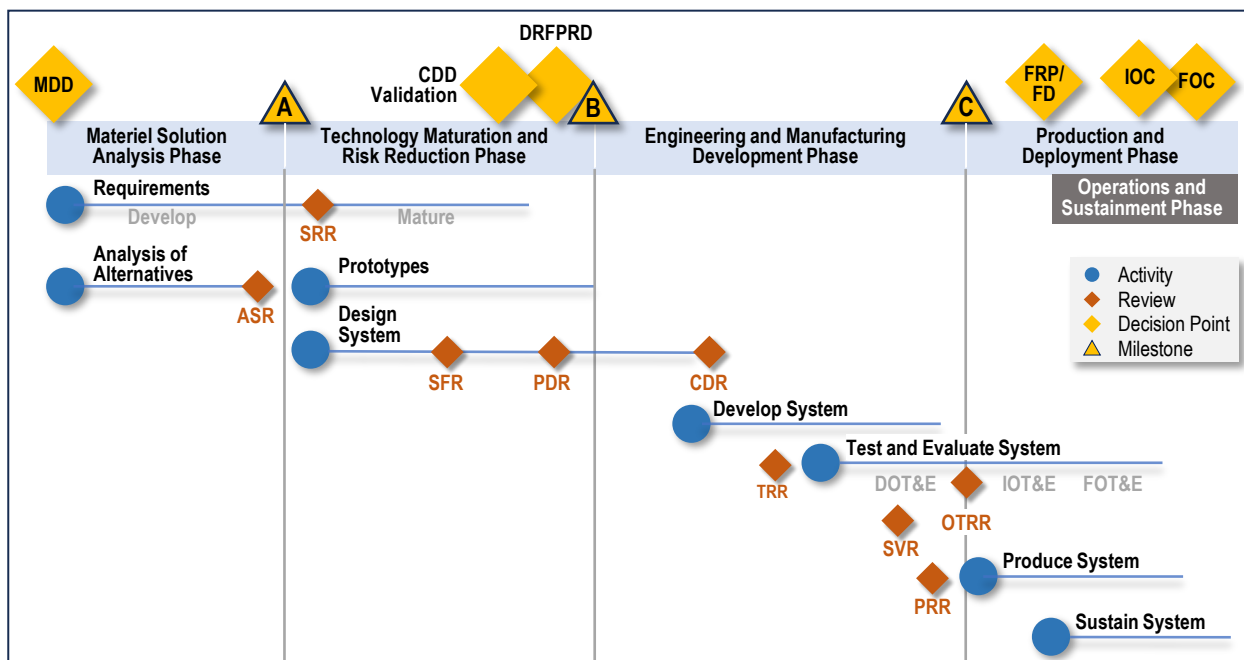 DRFPRD
MDD
CDD
Validation
A
B
C
FRP/
FD
IOC
FOC
Materiel Solution
Analysis Phase
Technology Maturation and
Risk Reduction Phase
Engineering and Manufacturing
Development Phase
Production and
Deployment Phase
Operations and
Sustainment Phase
Requirements
Develop
SRR
Mature
Analysis of
Alternatives
ASR
Prototypes
Design
System
SFR
PDR
CDR
Activity
Review
Decision Point
Milestone
Develop System
Test and Evaluate System
TRR
DOT&E
IOT&E
FOT&E
OTRR
SVR
Produce System
PRR
Sustain System